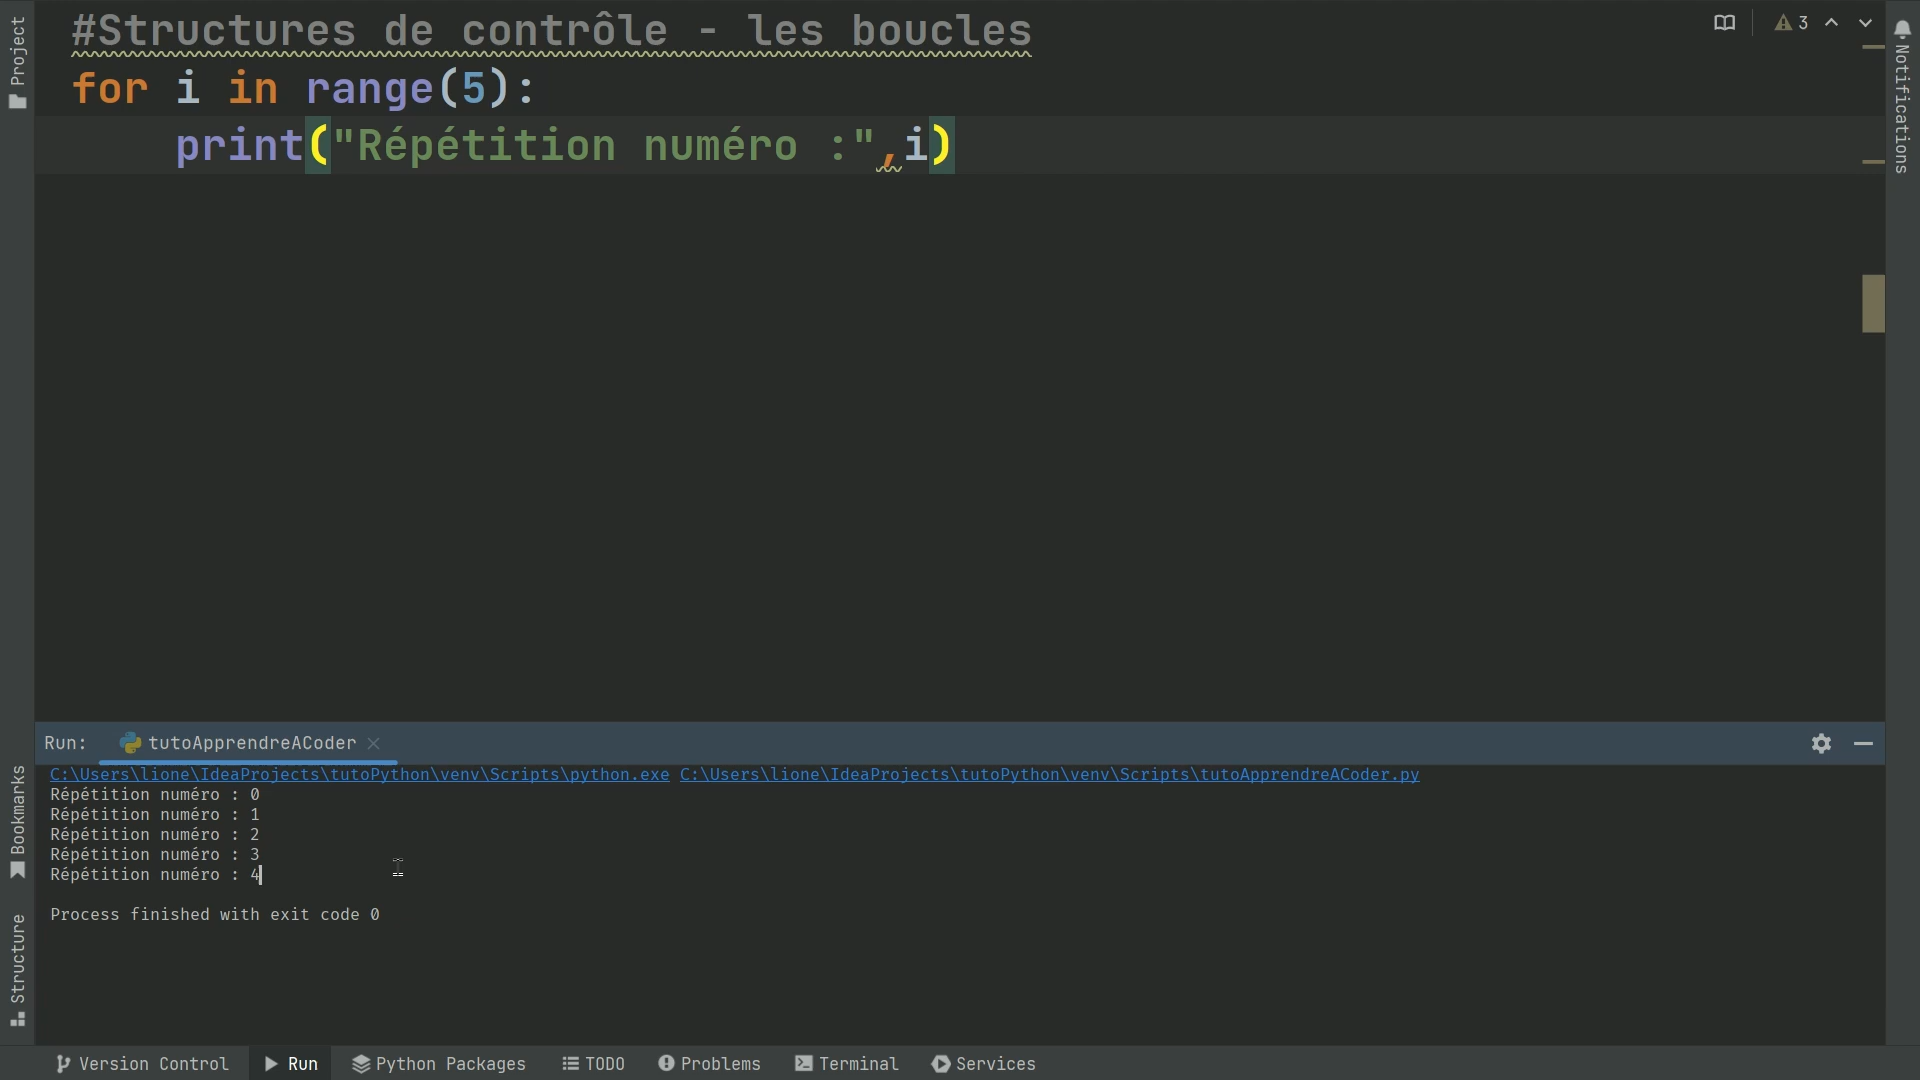 #Structures de contrôle - les boucles
for i in range(5):
print("Répétition numéro :",i)
3
Project
Notifications
Run: tutoApprendreACoder
C:\Users\lione\IdeaProjects\tutoPython\venv\Scripts\python.exe C:\Users\lione\IdeaProjects\tutoPython\venv\Scripts\tutoApprendreACoder.py
Répétition numéro : 0
Répétition numéro : 1
Répétition numéro : 2
Répétition numéro : 3
Répétition numéro : 4
Process finished with exit code 0
Bookmarks
Structure
Version Control Run Python Packages TODO Problems Terminal Services